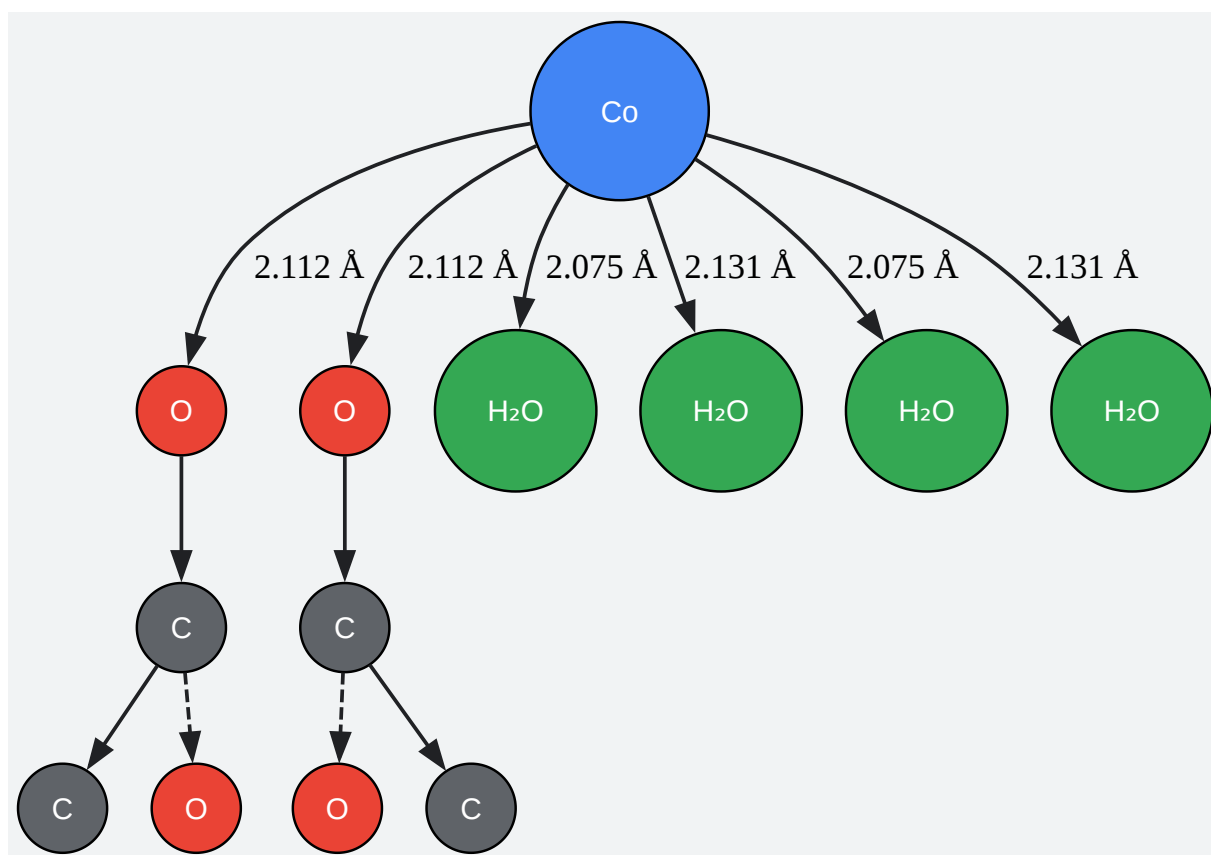 Co
2.112 Å
2.112 Å
2.075 Å
2.131 Å
2.075 Å
2.131 Å
O
O
H₂O
H₂O
H₂O
H₂O
C
C
C
O
O
C